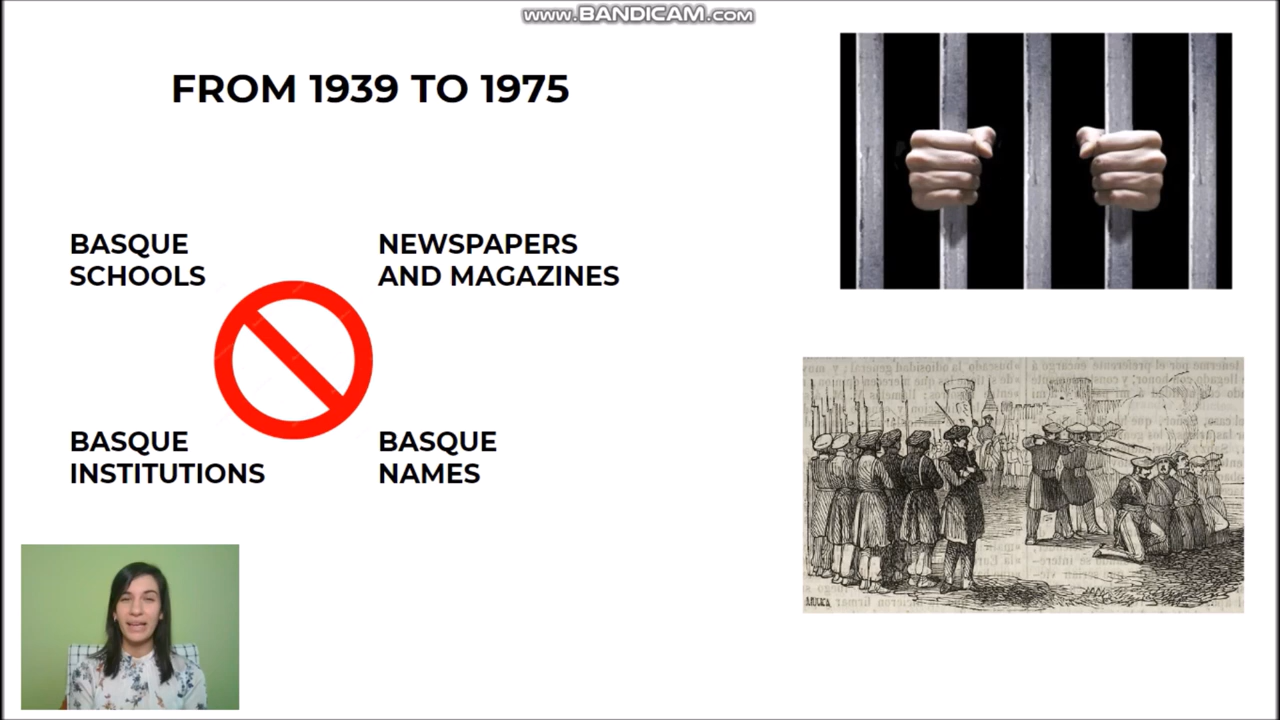 www.BANDICAM.com
FROM 1939 TO 1975
BASQUE
SCHOOLS
NEWSPAPERS
AND MAGAZINES
BASQUE
INSTITUTIONS
BASQUE
NAMES